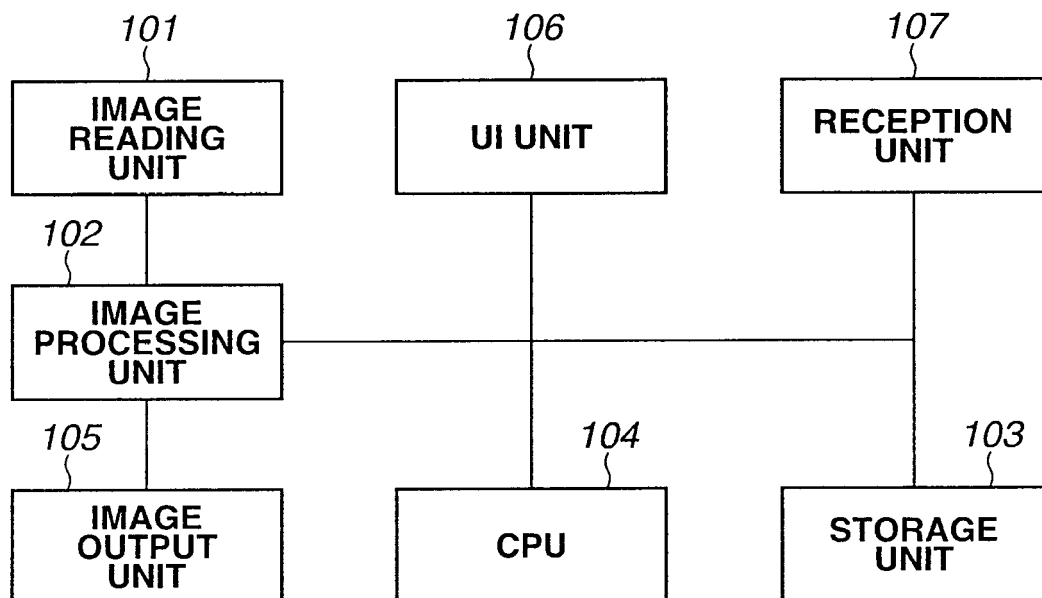 101
IMAGE
READING
UNIT
106
UI UNIT
107
RECEPTION
UNIT
102
IMAGE
PROCESSING
UNIT
105
IMAGE
OUTPUT
UNIT
104
CPU
103
STORAGE
UNIT